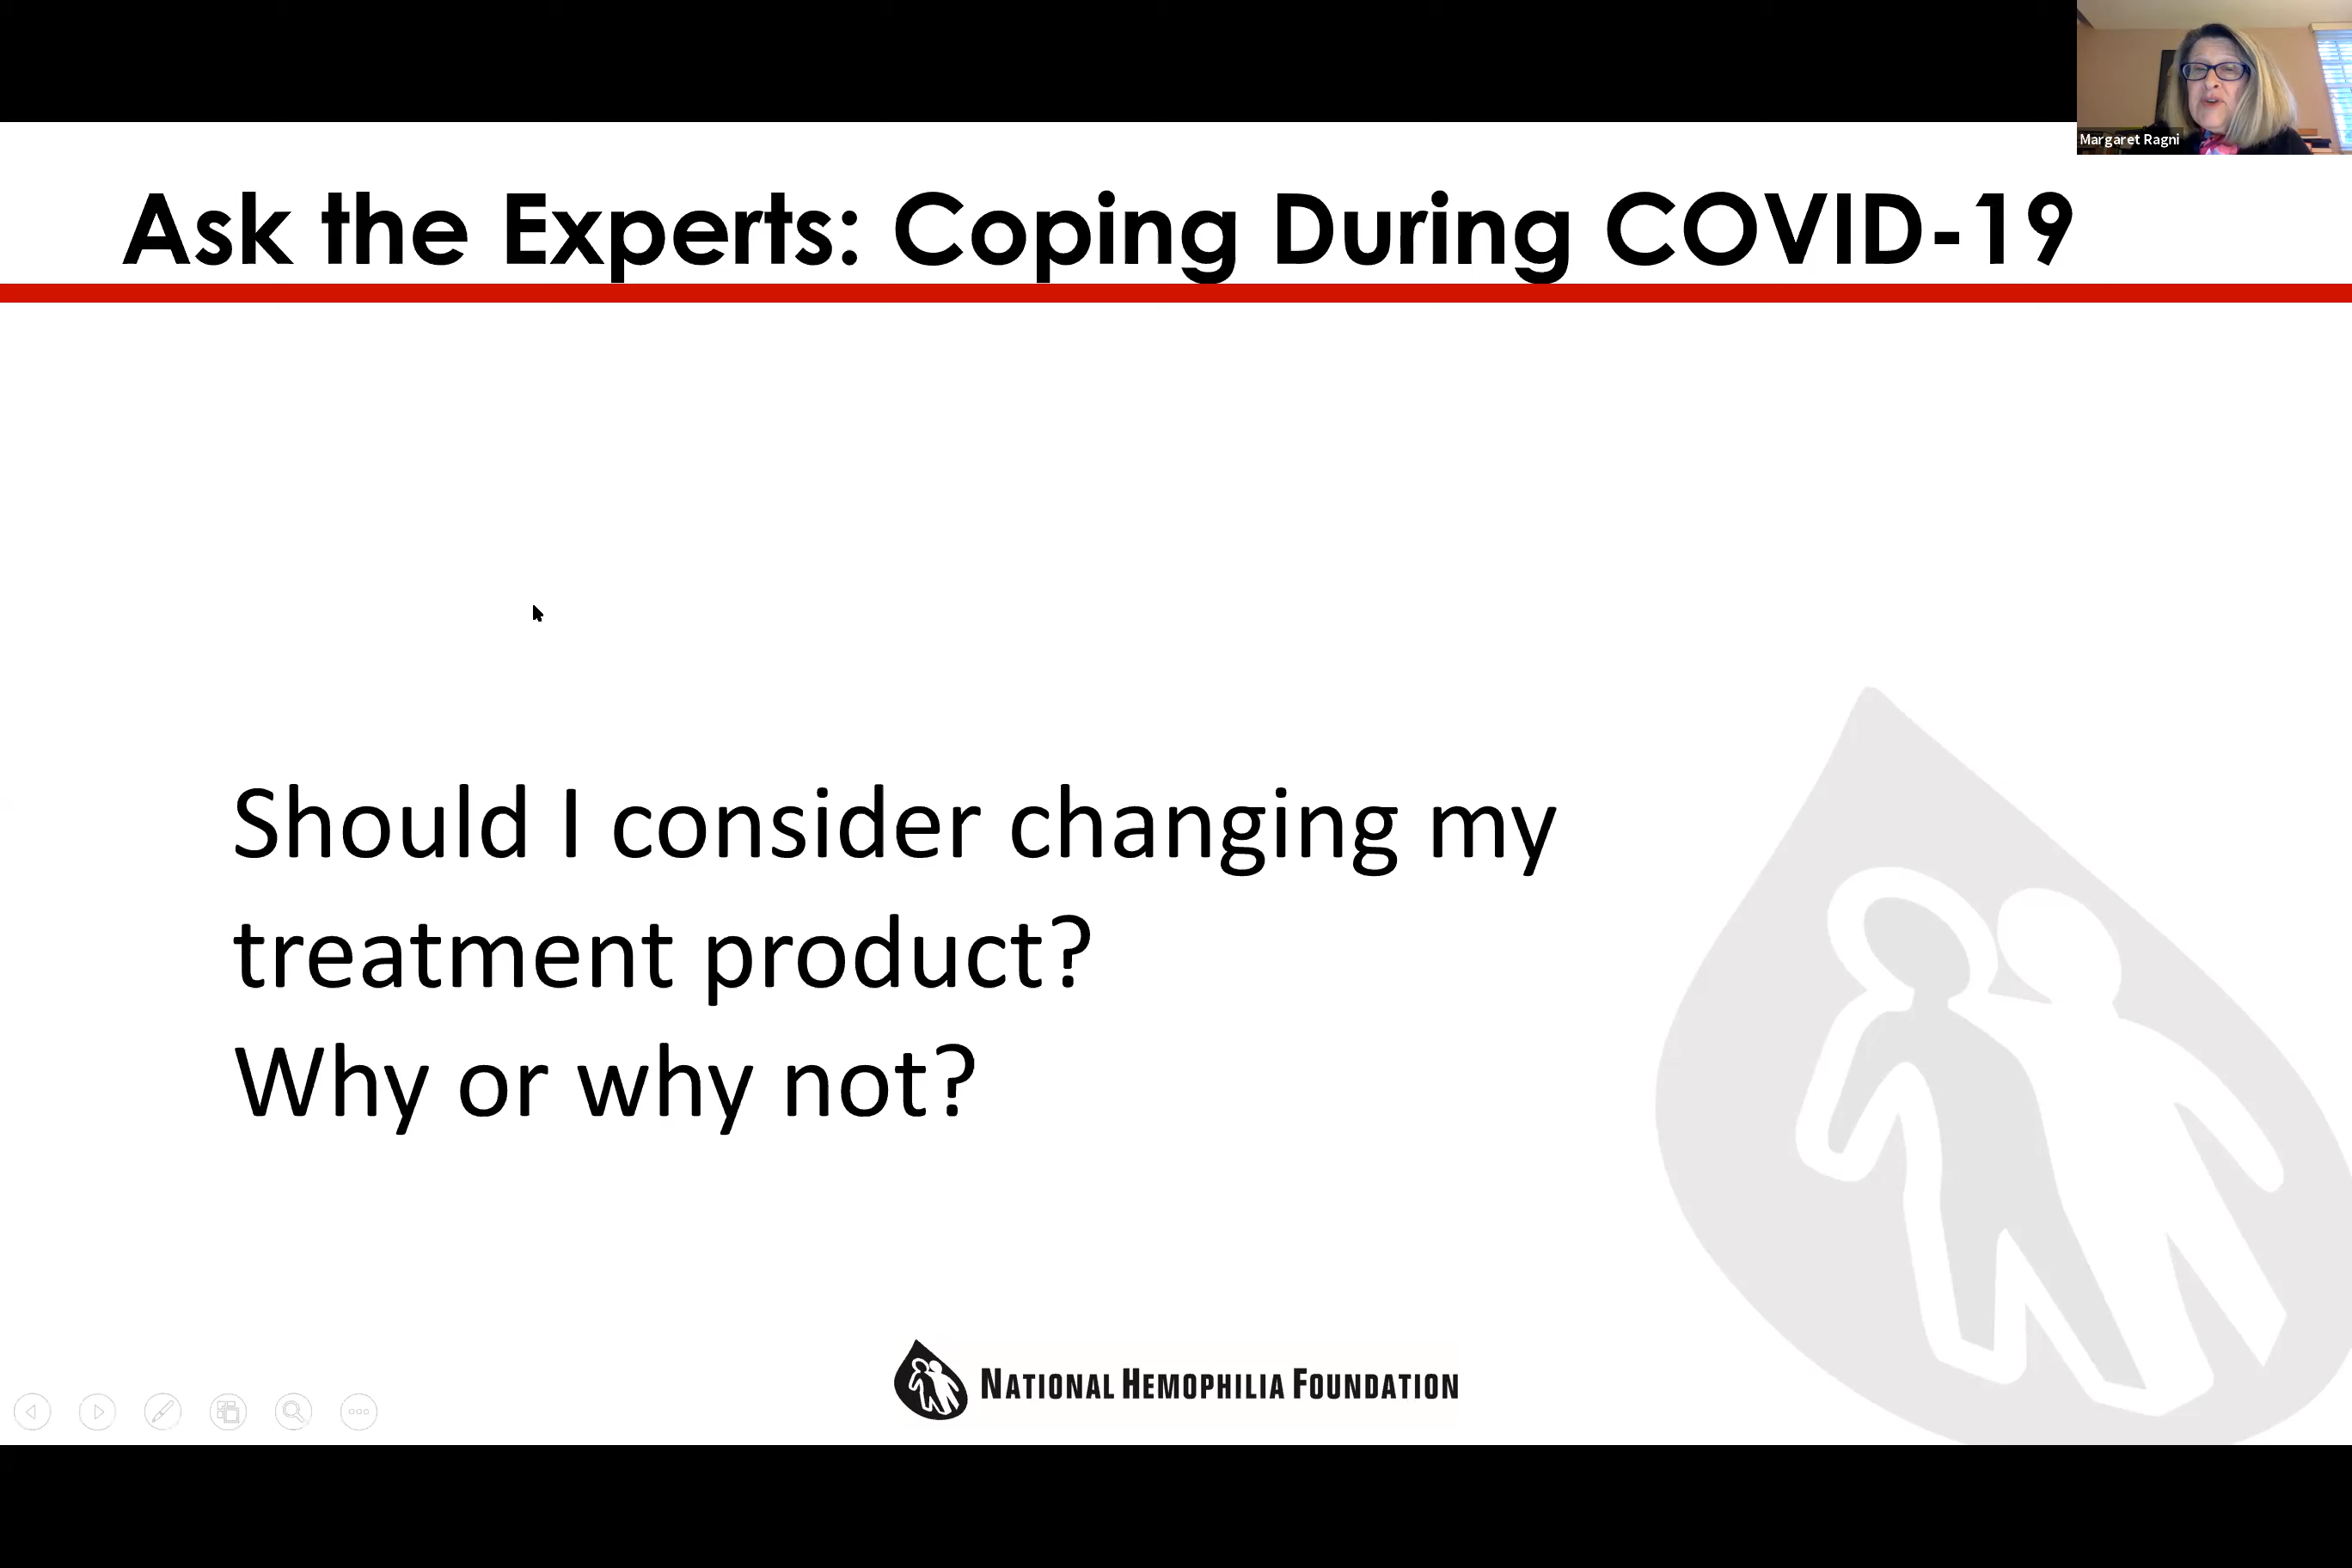 Margaret Ragni
Ask the Experts: Coping During COVID-19
Should I consider changing my
treatment product?
Why or why not?
NATIONAL HEMOPHILIA FOUNDATION